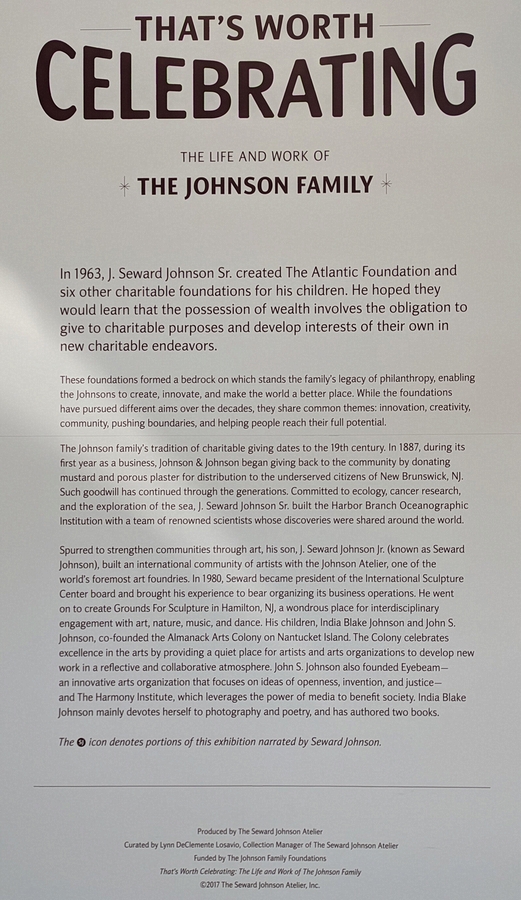 THAT'S WORTH
CELEBRATING
THE LIFE AND WORK OF
THE JOHNSON FAMILY
In 1963, J. Seward Johnson Sr. created The Atlantic Foundation and
six other charitable foundations for his children. He hoped they
would learn that the possession of wealth involves the obligation to
give to charitable purposes and develop interests of their own in
new charitable endeavors.
These foundations formed a bedrock on which stands the family's legacy of philanthropy, enabling
the Johnsons to create, innovate, and make the world a better place. While the foundations
have pursued different aims over the decades, they share common themes: innovation, creativity,
community, pushing boundaries, and helping people reach their full potential.
The Johnson family's tradition of charitable giving dates to the 19th century. In 1887, during its
first year as a business, Johnson & Johnson began giving back to the community by donating
mustard and porous plaster for distribution to the underserved citizens of New Brunswick, NJ.
Such goodwill has continued through the generations. Committed to ecology, cancer research,
and the exploration of the sea, J. Seward Johnson Sr. built the Harbor Branch Oceanographic
Institution with a team of renowned scientists whose discoveries were shared around the world.
Spurred to strengthen communities through art, his son, J. Seward Johnson Jr. (known as Seward
Johnson), built an international community of artists with the Johnson Atelier, one of the
world's foremost art foundries. In 1980, Seward became president of the International Sculpture
Center board and brought his experience to bear organizing its business operations. He went
on to create Grounds For Sculpture in Hamilton, NJ, a wondrous place for interdisciplinary
engagement with art, nature, music, and dance. His children, India Blake Johnson and John S.
Johnson, co-founded the Almanack Arts Colony on Nantucket Island. The Colony celebrates
excellence in the arts by providing a quiet place for artists and arts organizations to develop new
work in a reflective and collaborative atmosphere. John S. Johnson also founded Eyebeam—
an innovative arts organization that focuses on ideas of openness, invention, and justice—
and The Harmony Institute, which leverages the power of media to benefit society. India Blake
Johnson mainly devotes herself to photography and poetry, and has authored two books.
The icon denotes portions of this exhibition narrated by Seward Johnson.
Produced by The Seward Johnson Atelier
Curated by Lynn DeClemente Losavio, Collection Manager of The Seward Johnson Atelier
Funded by The Johnson Family Foundations
That's Worth Celebrating: The Life and Work of The Johnson Family
©2017 The Seward Johnson Atelier, Inc.